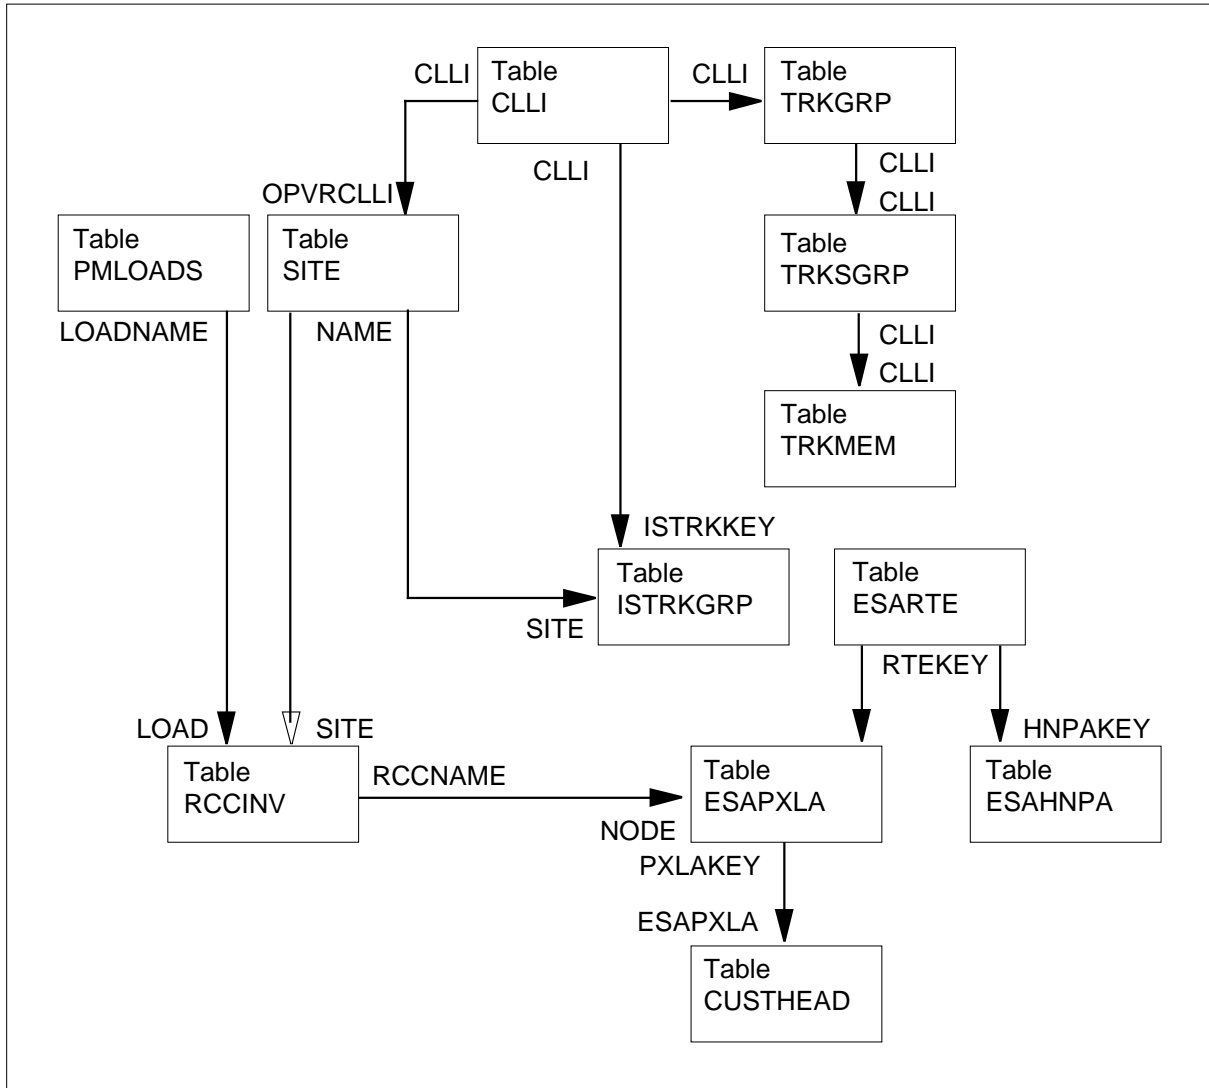 CLLI
Table
CLLI
CLLI
Table
TRKGRP
CLLI
CLLI
OPVRCLLI
CLLI
Table
PMLOADS
Table
SITE
Table
TRKSGRP
LOADNAME
NAME
CLLI
CLLI
Table
TRKMEM
ISTRKKEY
Table
ISTRKGRP
SITE
Table
ESARTE
RTEKEY
LOAD
SITE
HNPAKEY
Table
RCCINV
RCCNAME
NODE
Table
ESAPXLA
Table
ESAHNPA
PXLAKEY
ESAPXLA
Table
CUSTHEAD